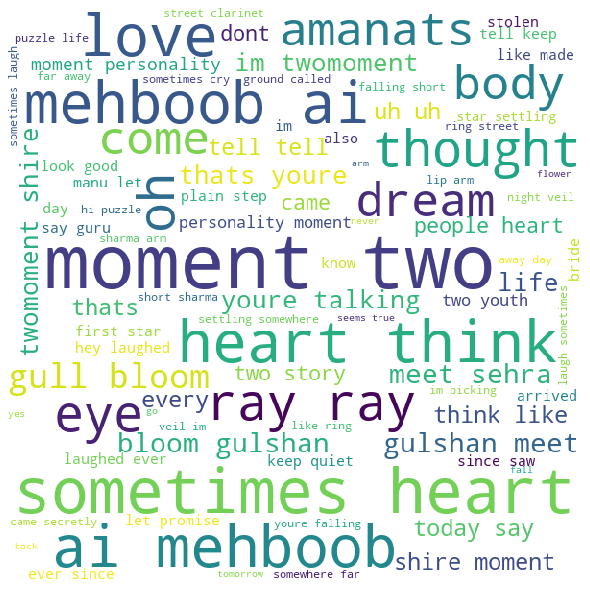 street clarinet
puzzle life
love
dont
amanats
stolen
tell keep
sometimes laugh
moment personality
im twomoment
like made
far away
sometimes cry
ground called
falling short
body
mehboob ai
uh uh
star settling
come
im
also
ring street
tell tell
thought
twomoment shire
look good
oh
thats youre
arm
flower
manu let
plain step
dream
lip arm
night veil
day
hi puzzle
came
say guru
personality moment
people heart
sharma arn
never
moment two
know
away day
bride
life
thats
short sharma
youre talking
two youth
settling somewhere
seems true
first star
heart think
hey laughed
laugh sometimes
gull bloom
two story
meet sehra
every
ray ray
im picking
arrived
eye
think like
yes
go
veil im
like ring
bloom gulshan
gulshan meet
laughed ever
keep quiet
since saw
fall
sometimes heart
came secretly
let promise
youre falling
today say
ai mehboob
tack
shire moment
ever since
tomorrow
somewhere far